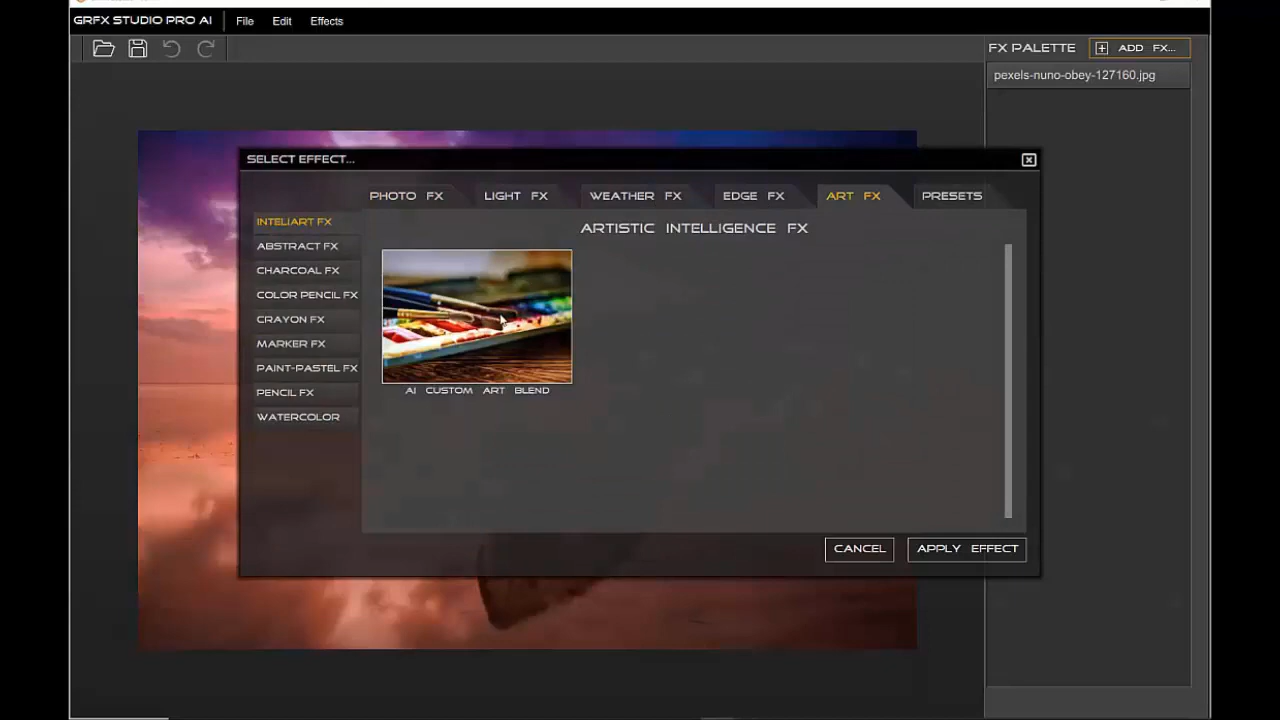 GRFX STUDIO PRO AI File Edit Effects
FX PALETTE + ADD FX...
pexels-nuno-obey-127160.jpg
SELECT EFFECT...
PHOTO FX LIGHT FX WEATHER FX EDGE FX ART FX PRESETS
INTELIART FX
ABSTRACT FX
CHARCOAL FX
COLOR PENCIL FX
CRAYON FX
MARKER FX
PAINT-PASTEL FX
PENCIL FX
WATERCOLOR
ARTISTIC INTELLIGENCE FX
AI CUSTOM ART BLEND
CANCEL APPLY EFFECT